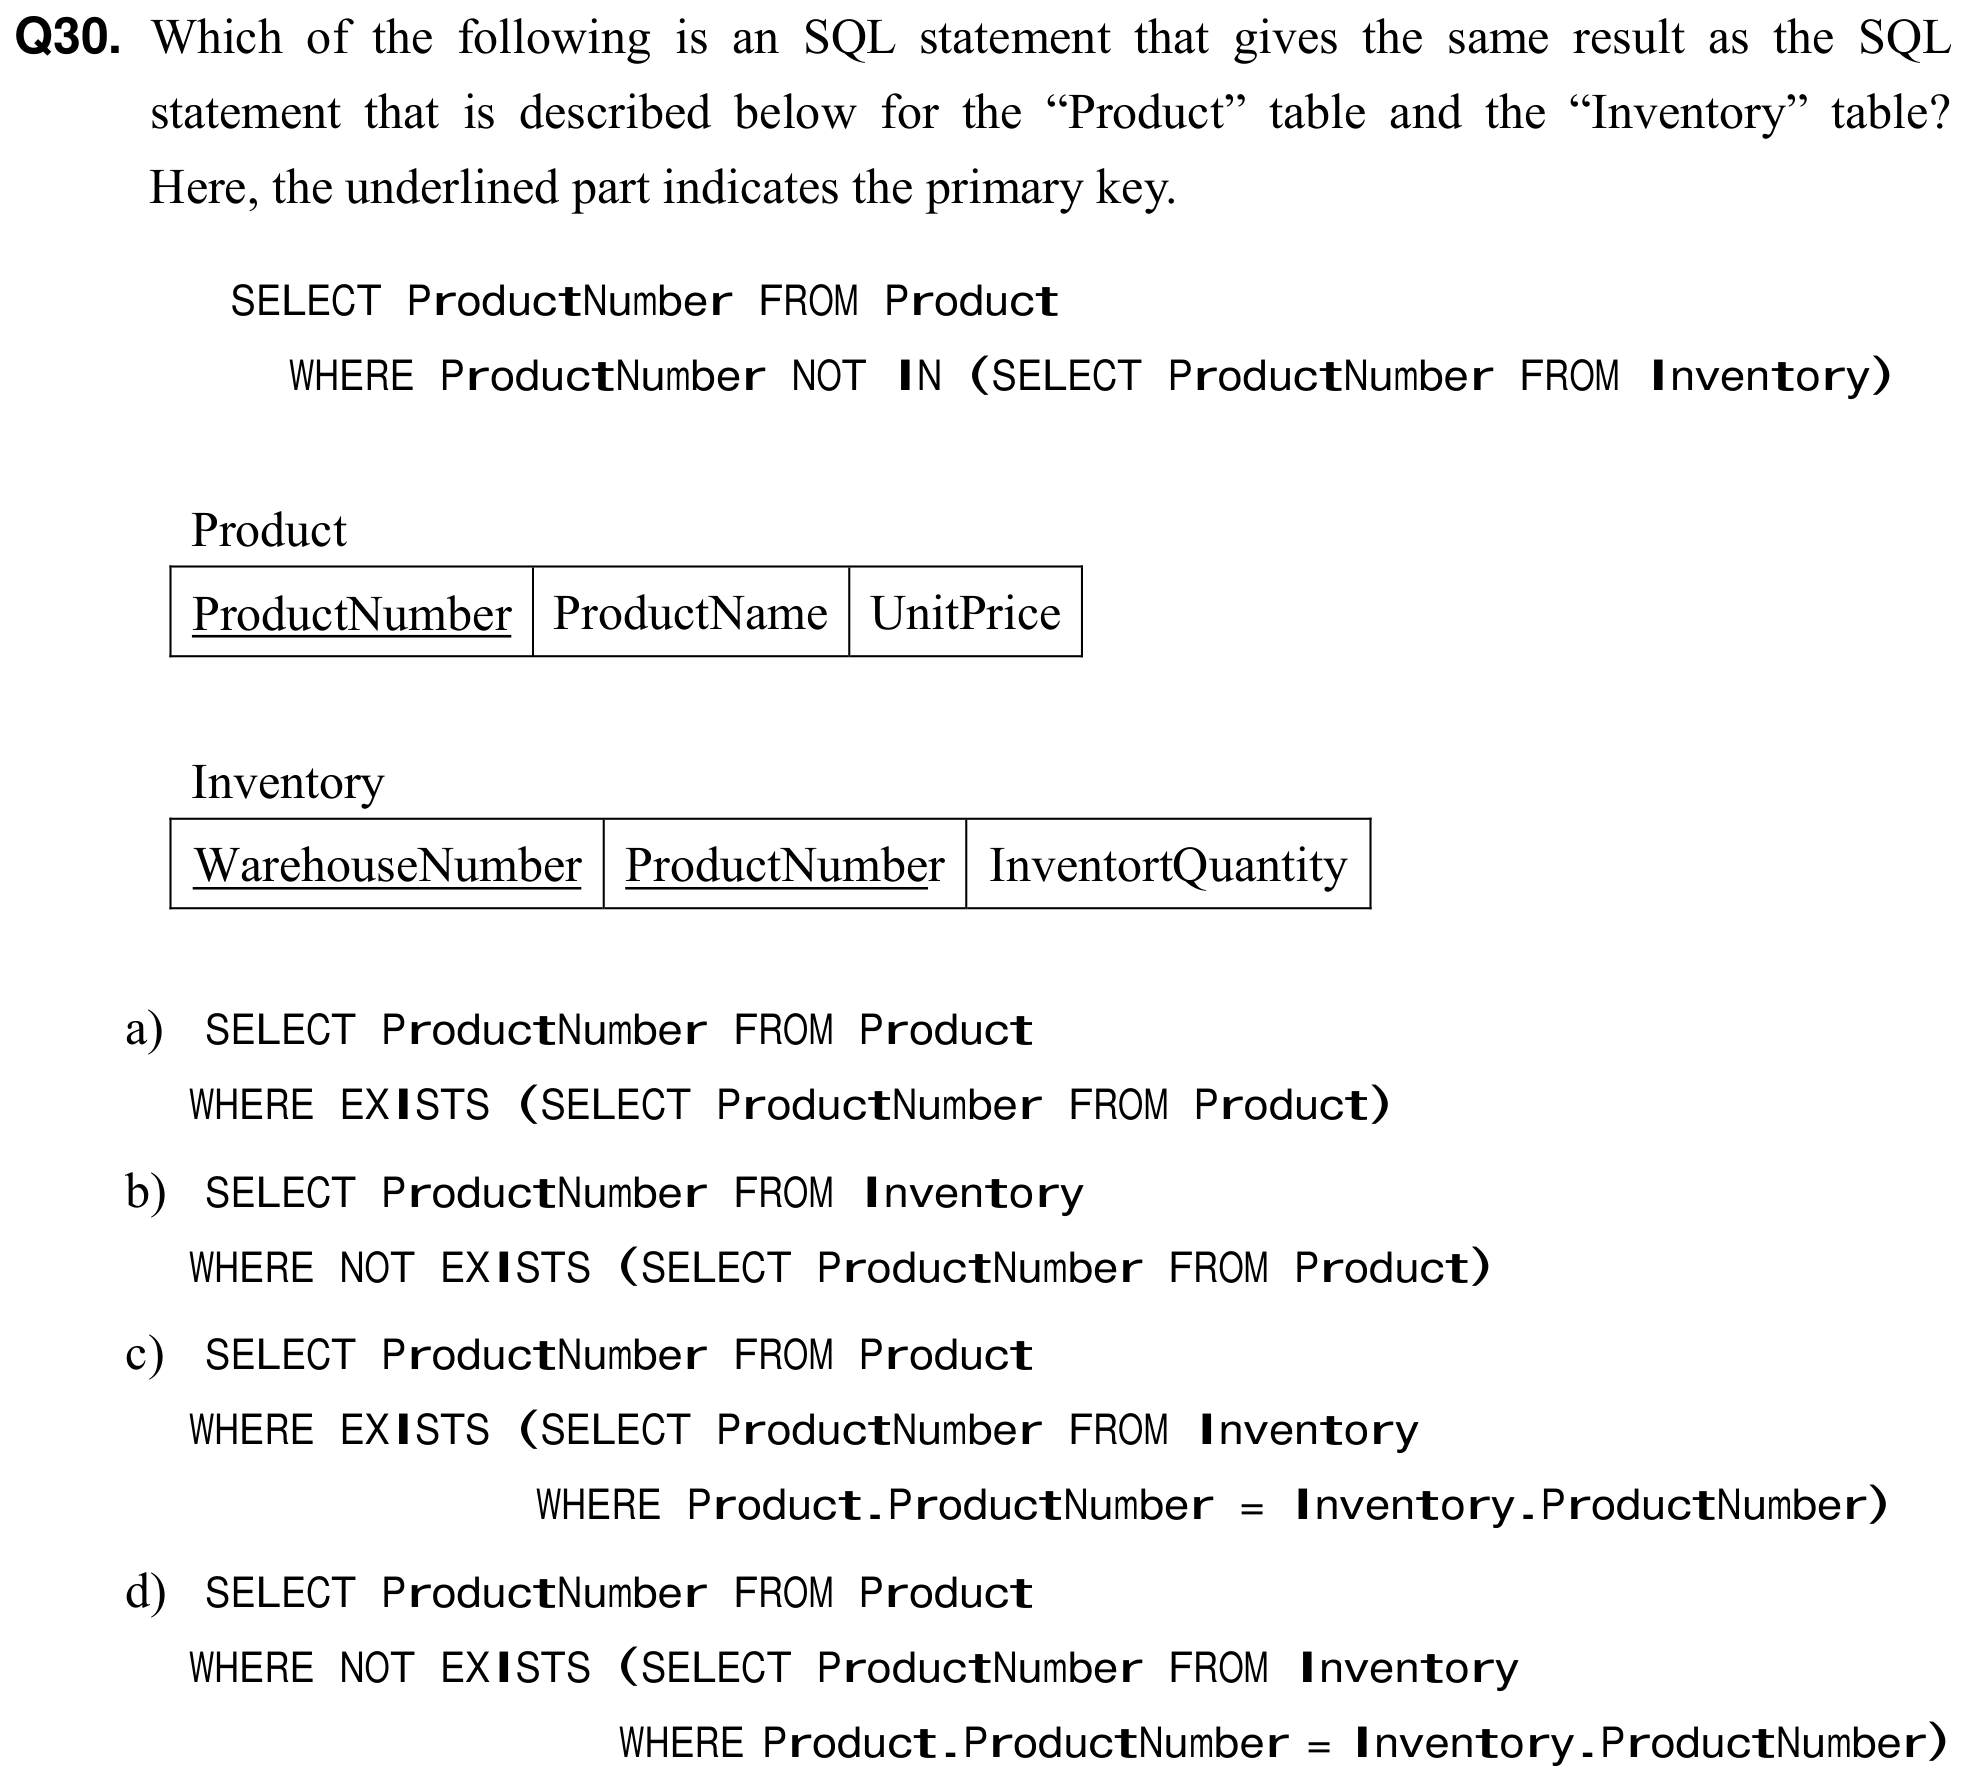 Q30. Which of the following is an SQL statement that gives the same result as the SQL
statement that is described below for the “Product” table and the “Inventory” table?
Here, the underlined part indicates the primary key.
SELECT ProductNumber FROM Product
WHERE ProductNumber NOT IN (SELECT ProductNumber FROM Inventory)
Product
ProductNumber ProductName UnitPrice
Inventory
WarehouseNumber ProductNumber InventortQuantity
a) SELECT ProductNumber FROM Product
WHERE EXISTS (SELECT ProductNumber FROM Product)
b) SELECT ProductNumber FROM Inventory
WHERE NOT EXISTS (SELECT ProductNumber FROM Product)
c) SELECT ProductNumber FROM Product
WHERE EXISTS (SELECT ProductNumber FROM Inventory
WHERE Product.ProductNumber = Inventory.ProductNumber)
d) SELECT ProductNumber FROM Product
WHERE NOT EXISTS (SELECT ProductNumber FROM Inventory
WHERE Product.ProductNumber = Inventory.ProductNumber)